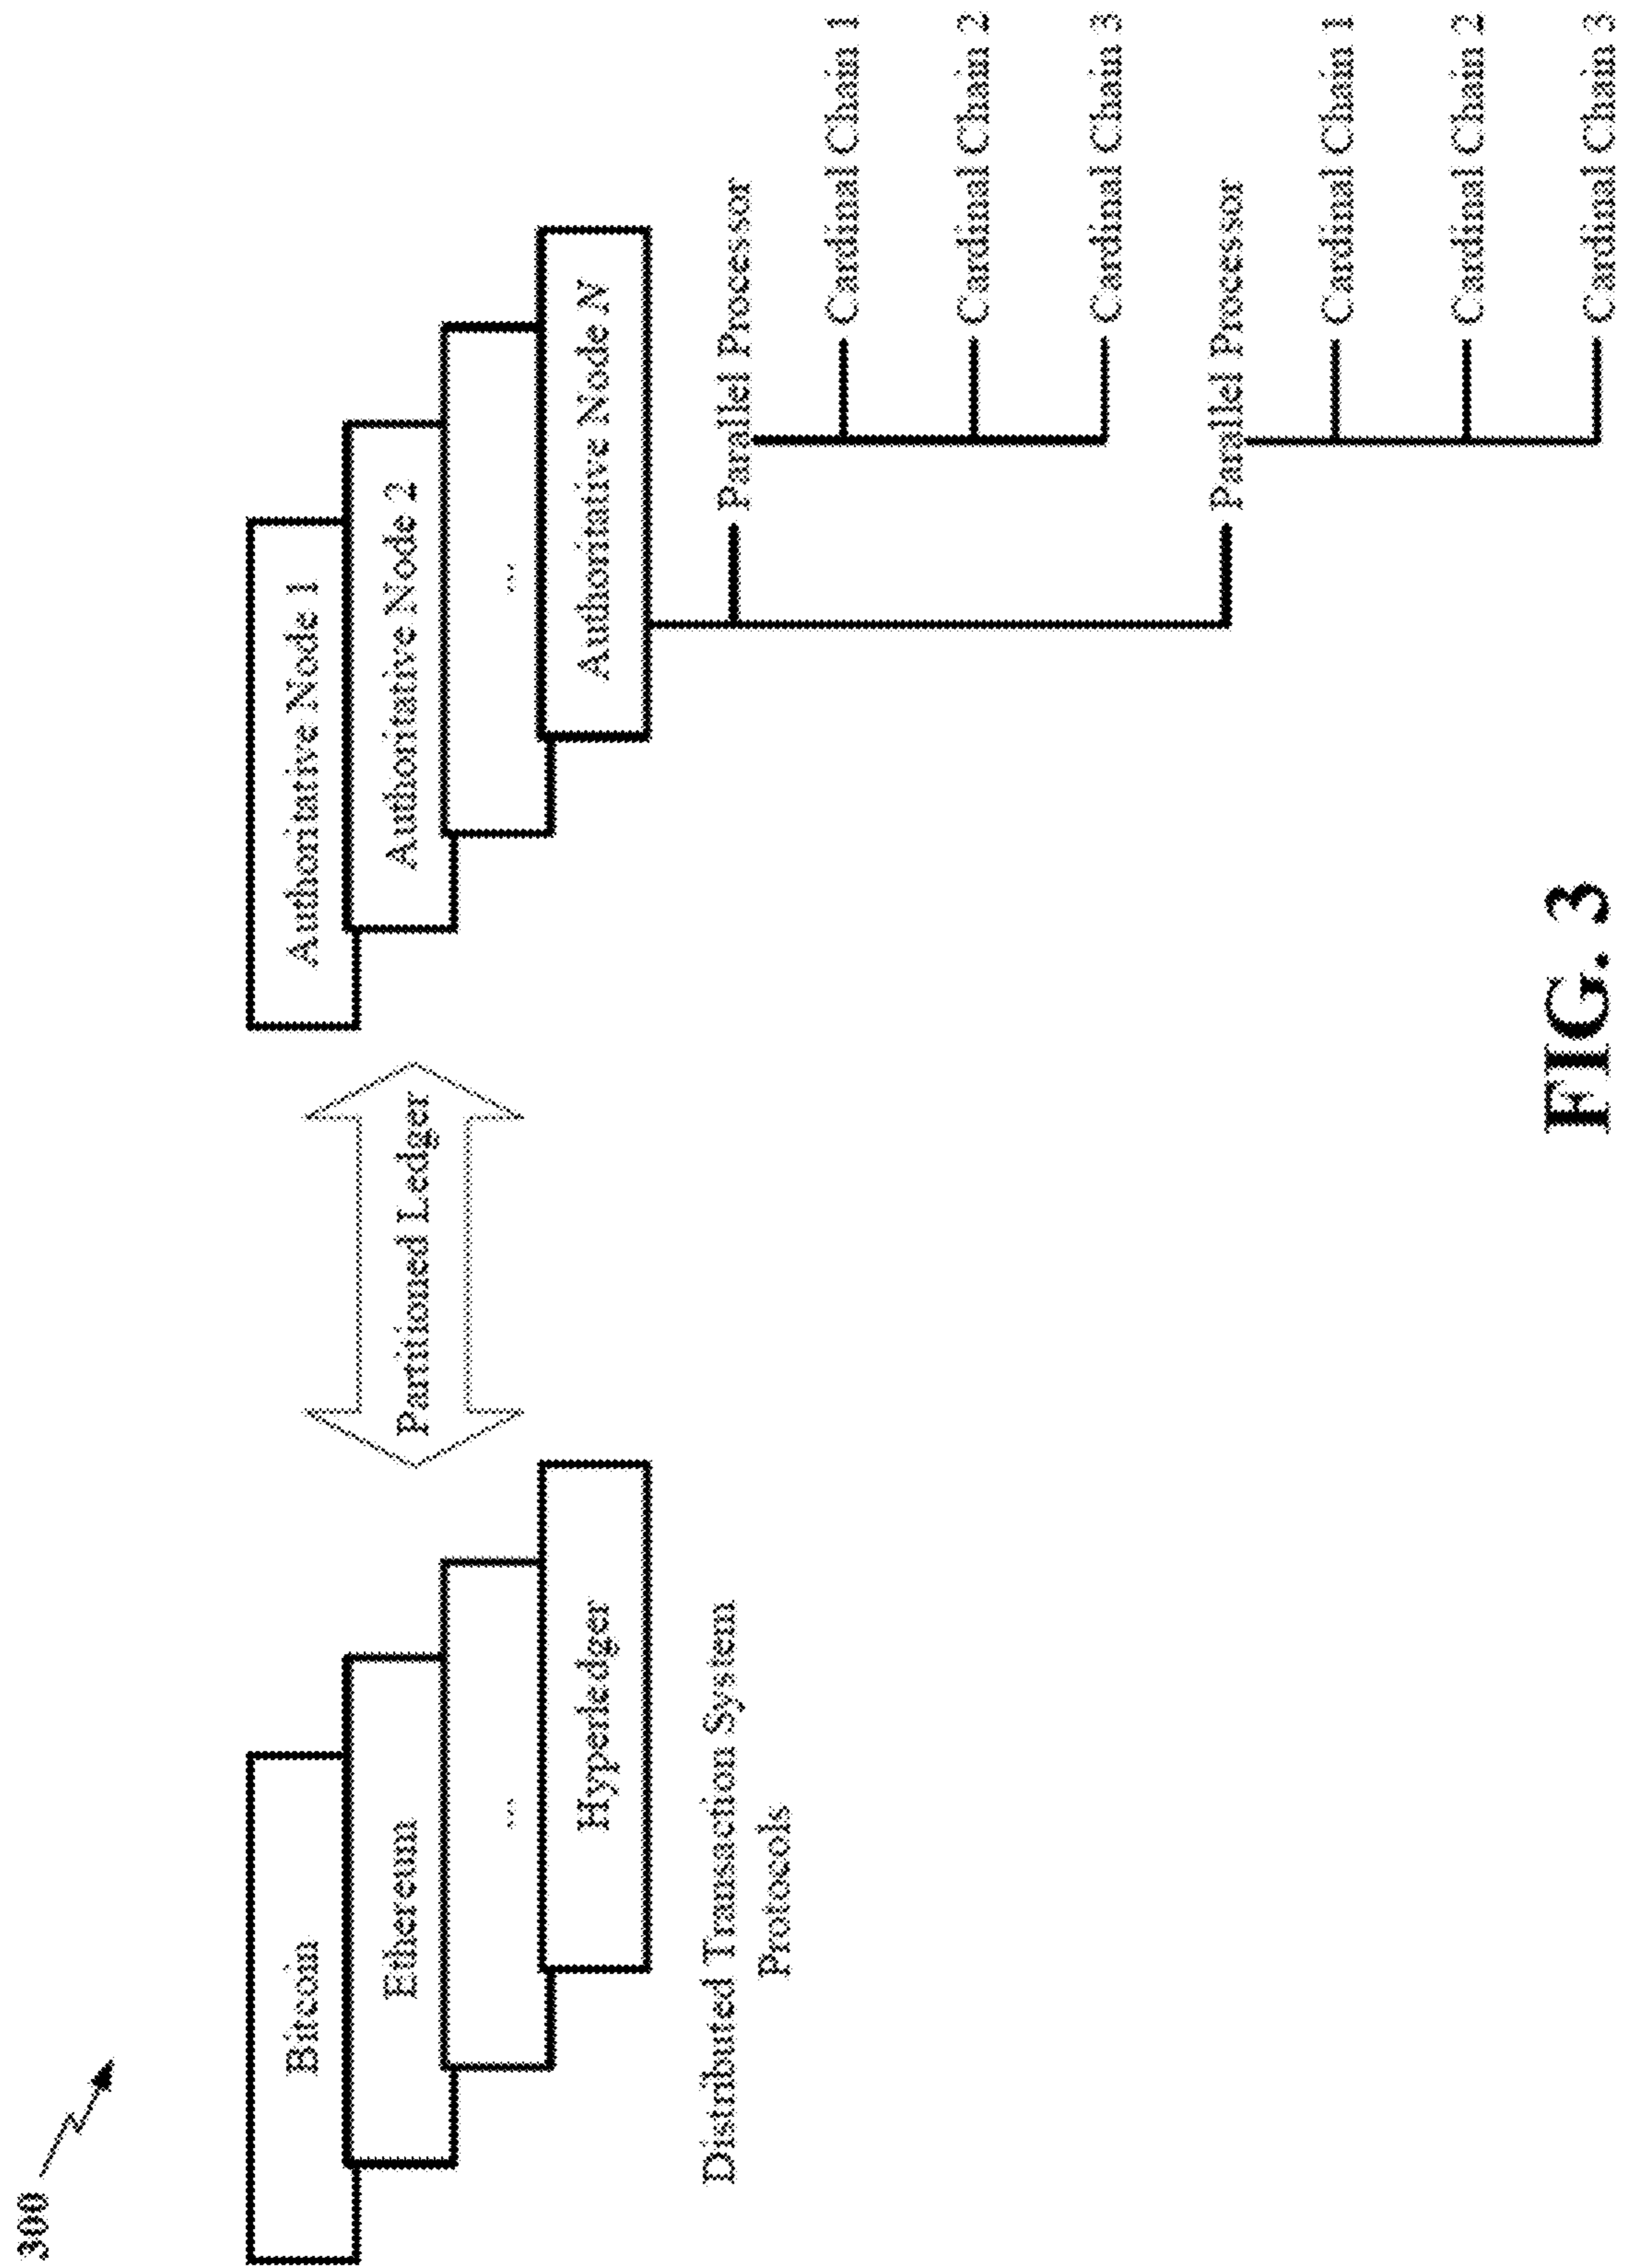 300
Bitcoin
Ethereum
...
Hyperledger
Distributed Transaction System
Protocols
Partitioned Ledger
Authoritative Node 1
Authoritative Node 2
...
Authoritative Node N
Parallel Processor
Cardinal Chain 1
Cardinal Chain 2
Cardinal Chain 3
Parallel Processor
Cardinal Chain 1
Cardinal Chain 2
Cardinal Chain 3
FIG. 3